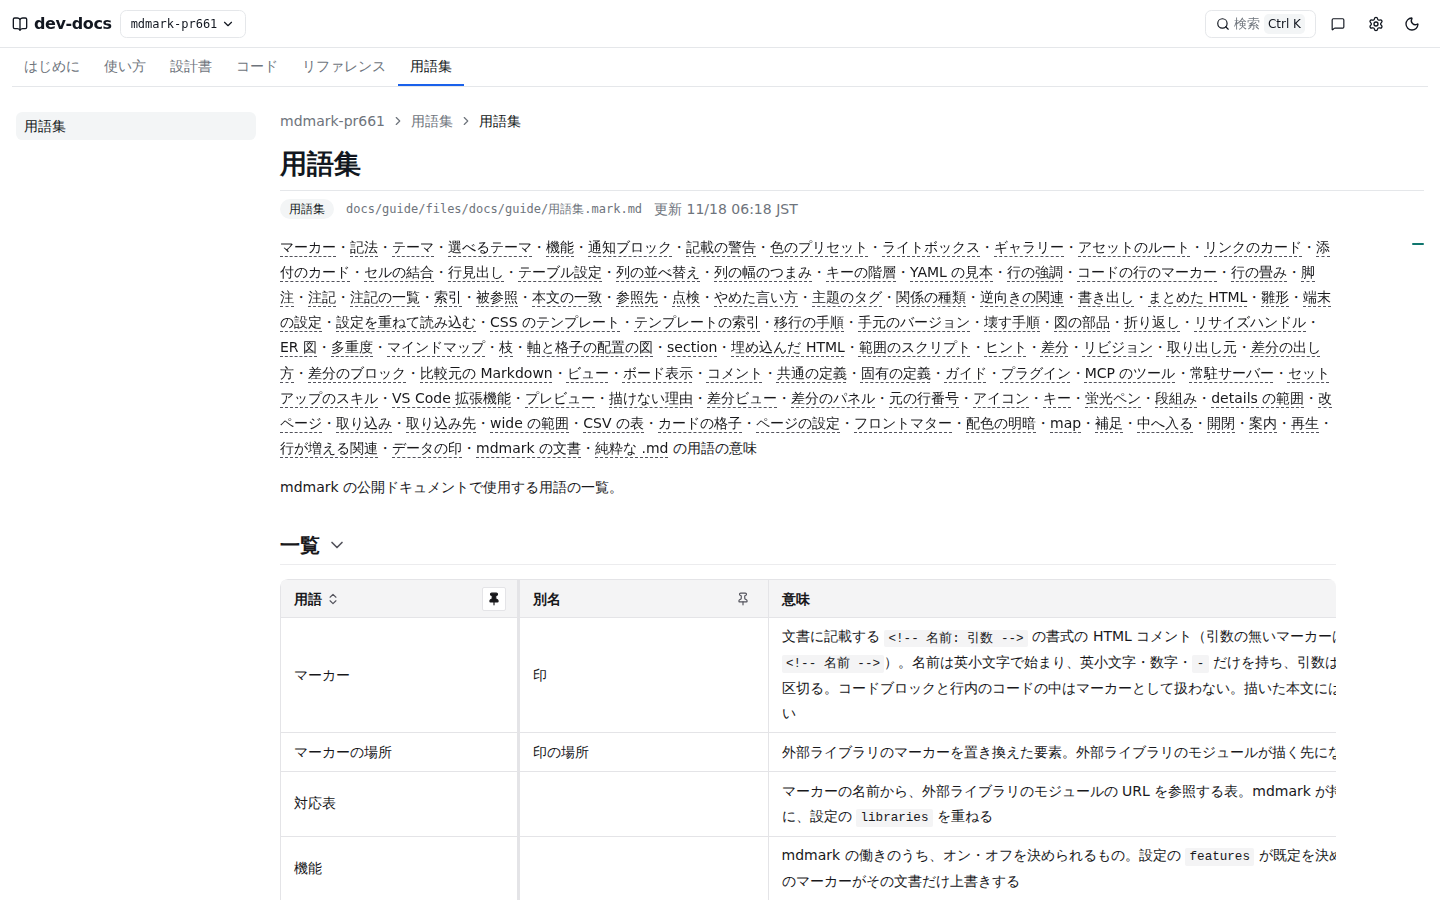 dev-docs
mdmark-pr661
検索 Ctrl K
はじめに 使い方 設計書 コード リファレンス 用語集
用語集
mdmark-pr661 > 用語集 > 用語集
用語集
用語集 docs/guide/files/docs/guide/用語集.mark.md 更新 11/18 06:18 JST
マーカー・記法・テーマ・選べるテーマ・機能・通知ブロック・記載の警告・色のプリセット・ライトボックス・ギャラリー・アセットのルート・リンクのカード・添
付のカード・セルの結合・行見出し・テーブル設定・列の並べ替え・列の幅のつまみ・キーの階層・YAML の見本・行の強調・コードの行のマーカー・行の畳み・脚
注・注記・注記の一覧・索引・被参照・本文の一致・参照先・点検・やめた言い方・主題のタグ・関係の種類・逆向きの関連・書き出し・まとめた HTML・雛形・端末
の設定・設定を重ねて読み込む・CSS のテンプレート・テンプレートの索引・移行の手順・手元のバージョン・壊す手順・図の部品・折り返し・リサイズハンドル・
ER 図・多重度・マインドマップ・枝・軸と格子の配置の図・section・埋め込んだ HTML・範囲のスクリプト・ヒント・差分・リビジョン・取り出し元・差分の出し
方・差分のブロック・比較元の Markdown・ビュー・ボード表示・コメント・共通の定義・固有の定義・ガイド・プラグイン・MCP のツール・常駐サーバー・セット
アップのスキル・VS Code 拡張機能・プレビュー・描けない理由・差分ビュー・差分のパネル・元の行番号・アイコン・キー・蛍光ペン・段組み・details の範囲・改
ページ・取り込み・取り込み先・wide の範囲・CSV の表・カードの格子・ページの設定・フロントマター・配色の明暗・map・補足・中へ入る・開閉・案内・再生・
行が増える関連・データの印・mdmark の文書・純粋な .md の用語の意味
mdmark の公開ドキュメントで使用する用語の一覧。
一覧
用語 別名 意味
マーカー 印 文書に記載する <!-- 名前: 引数 --> の書式の HTML コメント（引数の無いマーカーは
<!-- 名前 -->）。名前は英小文字で始まり、英小文字・数字・ - だけを持ち、引数は
区切る。コードブロックと行内のコードの中はマーカーとして扱わない。描いた本文には
い
マーカーの場所 印の場所 外部ライブラリのマーカーを置き換えた要素。外部ライブラリのモジュールが描く先にな
対応表 マーカーの名前から、外部ライブラリのモジュールの URL を参照する表。mdmark が持
に、設定の libraries を重ねる
機能 mdmark の働きのうち、オン・オフを決められるもの。設定の features が既定を決め
のマーカーがその文書だけ上書きする